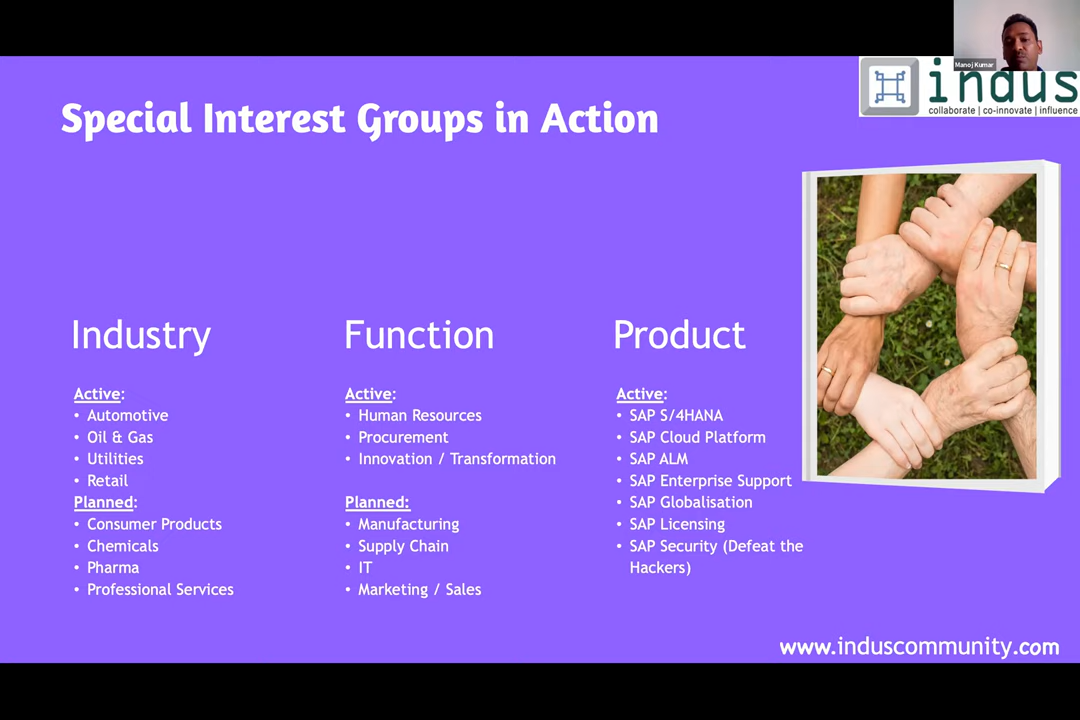 Manoj Kumar
indus
collaborate | co-innovate | influence
Special Interest Groups in Action
Industry
Active:
• Automotive
• Oil & Gas
• Utilities
• Retail
Planned:
• Consumer Products
• Chemicals
• Pharma
• Professional Services
Function
Active:
• Human Resources
• Procurement
• Innovation / Transformation
Planned:
• Manufacturing
• Supply Chain
• IT
• Marketing / Sales
Product
Active:
• SAP S/4HANA
• SAP Cloud Platform
• SAP ALM
• SAP Enterprise Support
• SAP Globalisation
• SAP Licensing
• SAP Security (Defeat the
Hackers)
www.induscommunity.com